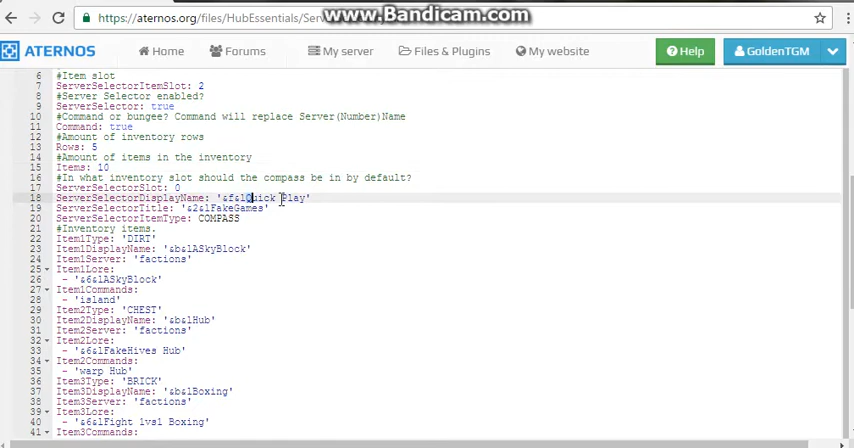 www.Bandicam.com
https://aternos.org/files/HubEssentials/Serv
ATERNOS
Home
Forums
My server
Files & Plugins
My website
Help
GoldenTGM
6 #Item slot
7 ServerSelectorItemSlot: 2
8 #Server Selector enabled?
9 ServerSelector: true
10 #Command or bungee? Command will replace Server(Number)Name
11 Command: true
12 #Amount of inventory rows
13 Rows: 5
14 #Amount of items in the inventory
15 Items: 10
16 #In what inventory slot should the compass be in by default?
17 ServerSelectorSlot: 0
18 ServerSelectorDisplayName: '&f&lQuick Play'
19 ServerSelectorTitle: '&2&lFakeGames'
20 ServerSelectorItemType: COMPASS
21 #Inventory items.
22 Item1Type: 'DIRT'
23 Item1DisplayName: '&b&lASkyBlock'
24 Item1Server: 'factions'
25 Item1Lore:
26 - '&6&lASkyBlock'
27 Item1Commands:
28 - 'island'
29 Item2Type: 'CHEST'
30 Item2DisplayName: '&b&lHub'
31 Item2Server: 'factions'
32 Item2Lore:
33 - '&6&lFakeHives Hub'
34 Item2Commands:
35 - 'warp Hub'
36 Item3Type: 'BRICK'
37 Item3DisplayName: '&b&lBoxing'
38 Item3Server: 'factions'
39 Item3Lore:
40 - '&6&lFight 1vs1 Boxing'
41 Item3Commands: